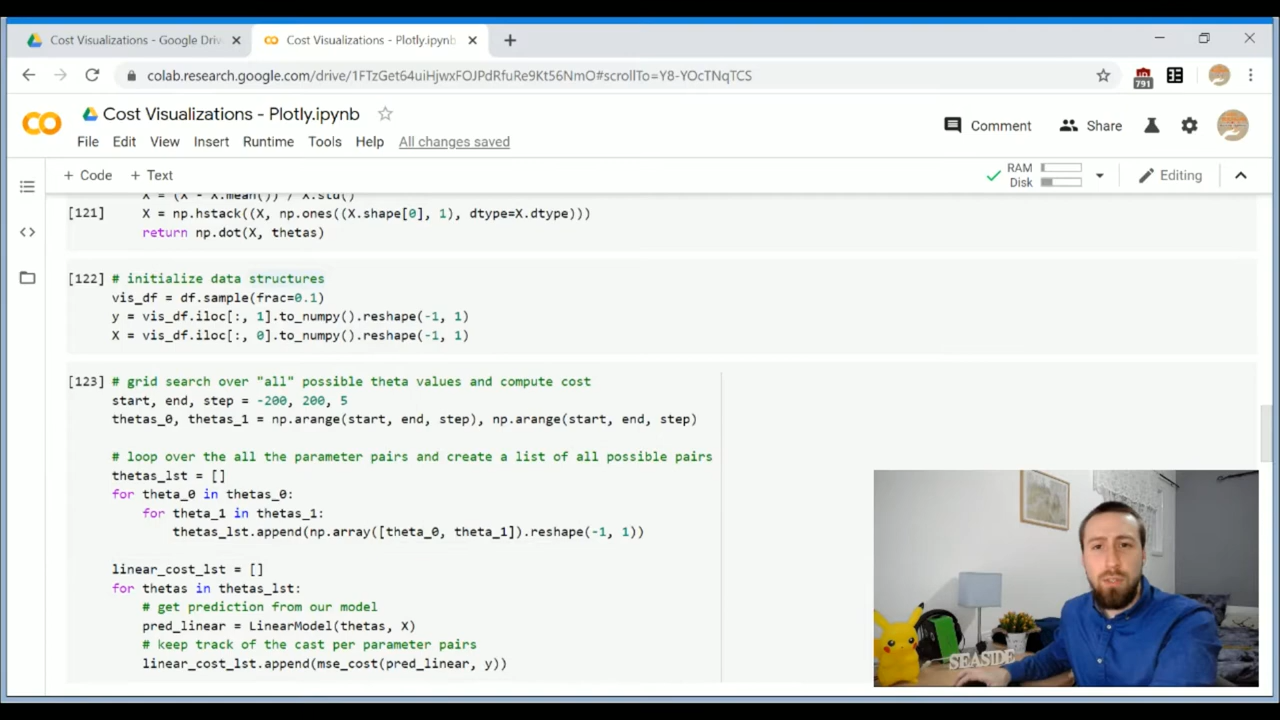 Cost Visualizations - Google Driv
Cost Visualizations - Plotly.ipynb
colab.research.google.com/drive/1FTzGet64uiHjwxFOJPdRfuRe9Kt56NmO#scrollTo=Y8-YOcTNqTCS
791
Cost Visualizations - Plotly.ipynb
File Edit View Insert Runtime Tools Help All changes saved
Comment
Share
+ Code + Text
RAM
Disk
Editing
X = (X - X.mean()) / X.std()
[121] X = np.hstack((X, np.ones((X.shape[0], 1), dtype=X.dtype)))
return np.dot(X, thetas)
[122] # initialize data structures
vis_df = df.sample(frac=0.1)
y = vis_df.iloc[:, 1].to_numpy().reshape(-1, 1)
X = vis_df.iloc[:, 0].to_numpy().reshape(-1, 1)
[123] # grid search over "all" possible theta values and compute cost
start, end, step = -200, 200, 5
thetas_0, thetas_1 = np.arange(start, end, step), np.arange(start, end, step)
# loop over the all the parameter pairs and create a list of all possible pairs
thetas_lst = []
for theta_0 in thetas_0:
for theta_1 in thetas_1:
thetas_lst.append(np.array([theta_0, theta_1]).reshape(-1, 1))
linear_cost_lst = []
for thetas in thetas_lst:
# get prediction from our model
pred_linear = LinearModel(thetas, X)
# keep track of the cast per parameter pairs
linear_cost_lst.append(mse_cost(pred_linear, y))
SEASIDE